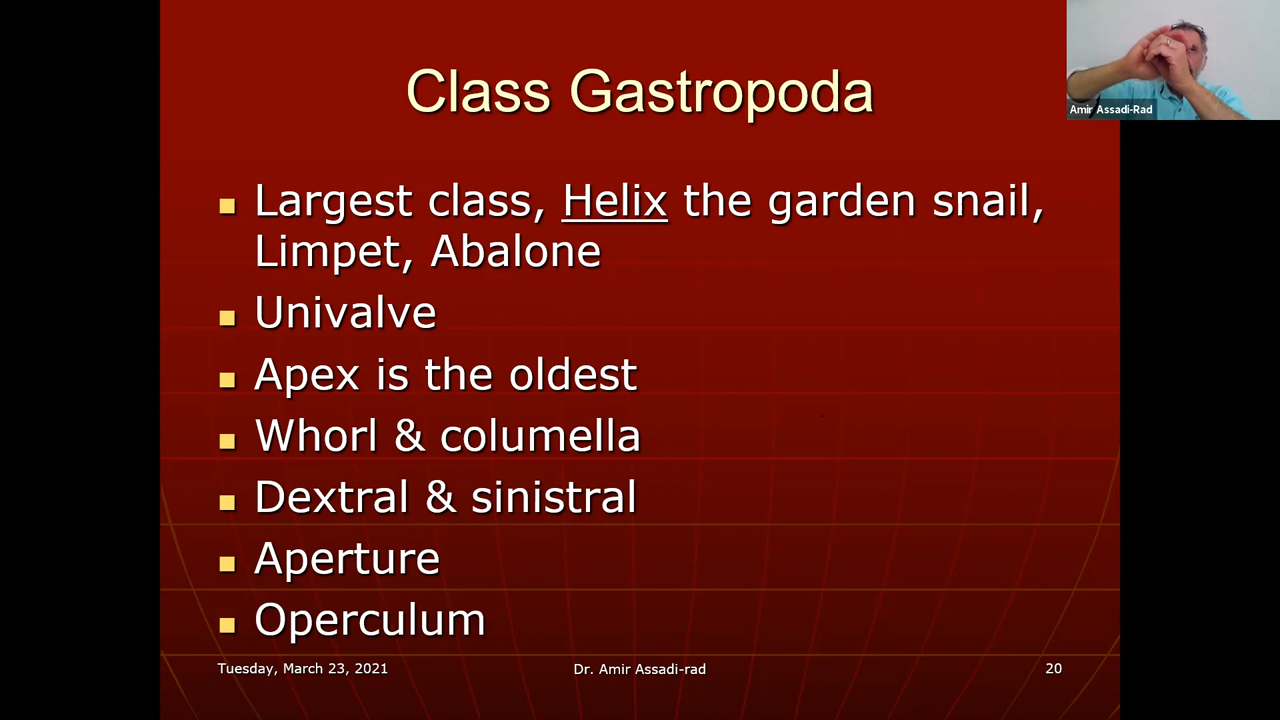 Class Gastropoda
Amir Assadi-Rad
Largest class, Helix the garden snail,
Limpet, Abalone
Univalve
Apex is the oldest
Whorl & columella
Dextral & sinistral
Aperture
Operculum
Tuesday, March 23, 2021
Dr. Amir Assadi-rad
20